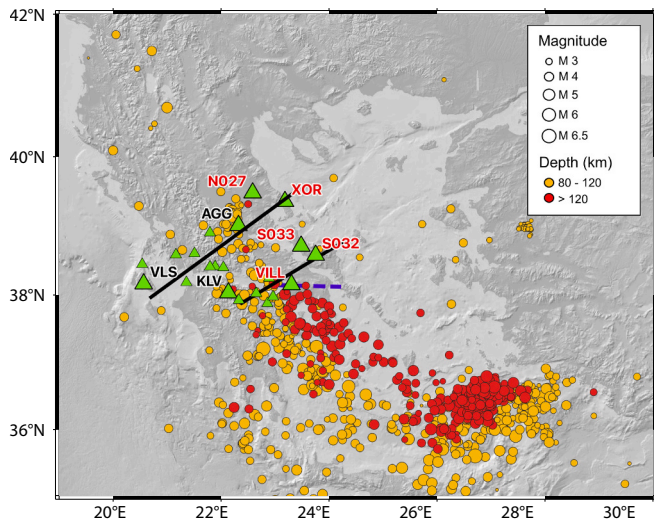 42°N
Magnitude
M 3
M 4
M 5
M 6
M 6.5
Depth (km)
80 - 120
> 120
40°N
N027
XOR
AGG
S033
S032
VLS
KLV
VILL
38°N
36°N
20°E
22°E
24°E
26°E
28°E
30°E